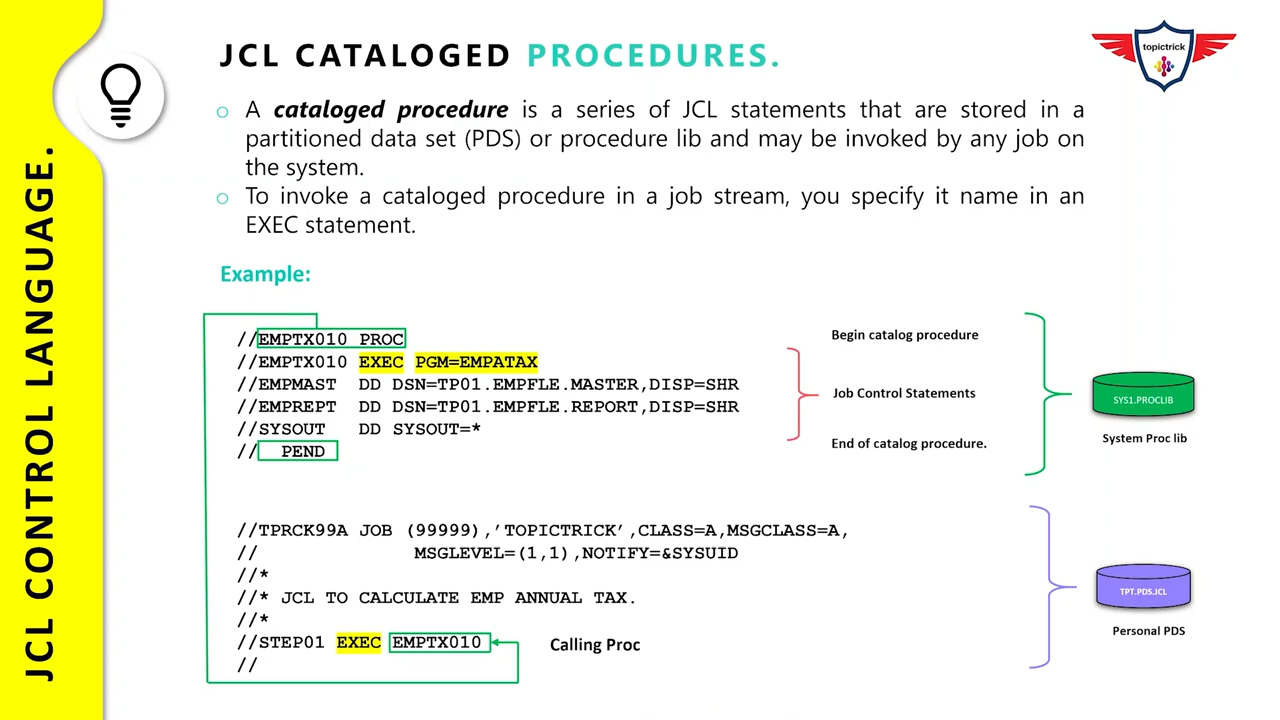 JCL CONTROL LANGUAGE.
JCL CATALOGED PROCEDURES.
topictrick
o A cataloged procedure is a series of JCL statements that are stored in a
partitioned data set (PDS) or procedure lib and may be invoked by any job on
the system.
o To invoke a cataloged procedure in a job stream, you specify it name in an
EXEC statement.
Example:
//EMPTX010 PROC
//EMPTX010 EXEC PGM=EMPATAX
//EMPMAST  DD DSN=TP01.EMPFLE.MASTER,DISP=SHR
//EMPREPT  DD DSN=TP01.EMPFLE.REPORT,DISP=SHR
//SYSOUT   DD SYSOUT=*
//  PEND
Begin catalog procedure
Job Control Statements
End of catalog procedure.
SYS1.PROCLIB
System Proc lib
//TPRCK99A JOB (99999),’TOPICTRICK’,CLASS=A,MSGCLASS=A,
//              MSGLEVEL=(1,1),NOTIFY=&SYSUID
//*
//* JCL TO CALCULATE EMP ANNUAL TAX.
//*
//STEP01 EXEC EMPTX010
//
Calling Proc
TPT.PDS.JCL
Personal PDS